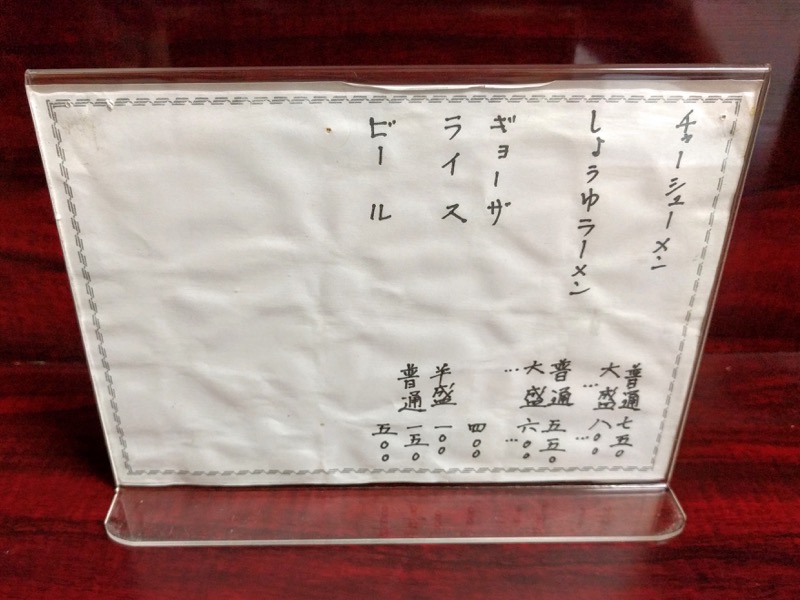 チャーシューメン
普通 七五〇
大盛 八〇〇
しょうゆラーメン
普通 五五〇
大盛 六〇〇
ギョーザ 四〇〇
ライス
半盛 一〇〇
普通 一五〇
ビール 五〇〇